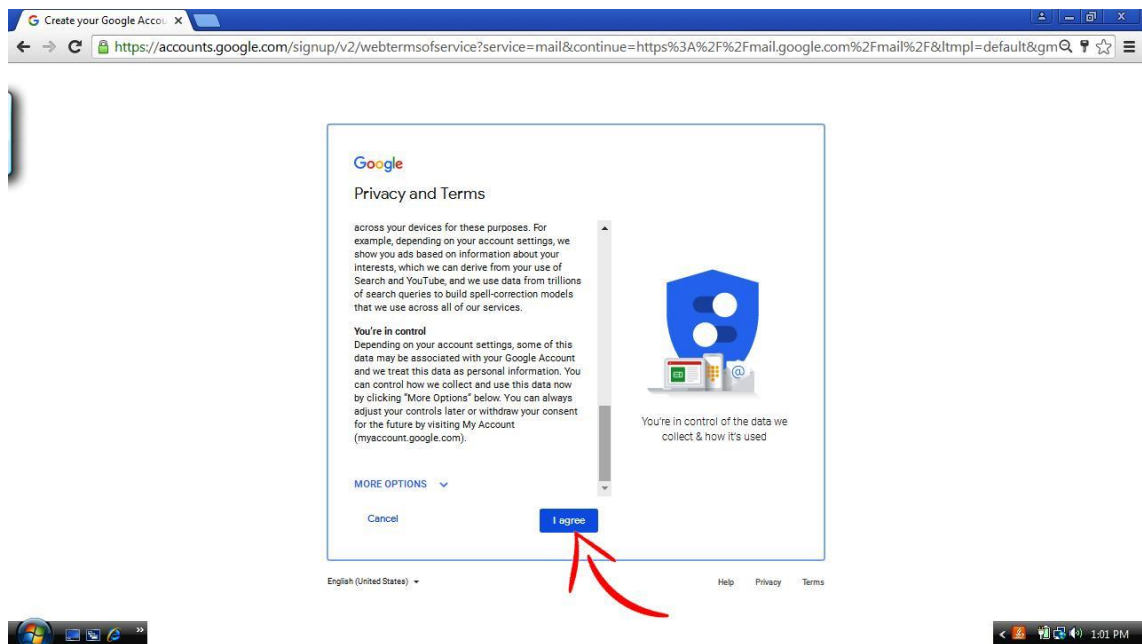 Create your Google Accou
https://accounts.google.com/signup/v2/webtermsofservice?service=mail&continue=https%3A%2F%2Fmail.google.com%2Fmail%2F&ltmpl=default&gm
Google
Privacy and Terms
across your devices for these purposes. For
example, depending on your account settings, we
show you ads based on information about your
interests, which we can derive from your use of
Search and YouTube, and we use data from trillions
of search queries to build spell-correction models
that we use across all of our services.
You're in control
Depending on your account settings, some of this
data may be associated with your Google Account
and we treat this data as personal information. You
can control how we collect and use this data now
by clicking "More Options" below. You can always
adjust your controls later or withdraw your consent
for the future by visiting My Account
(myaccount.google.com).
You're in control of the data we
collect & how it's used
MORE OPTIONS
Cancel
I agree
English (United States)
Help Privacy Terms
1:01 PM